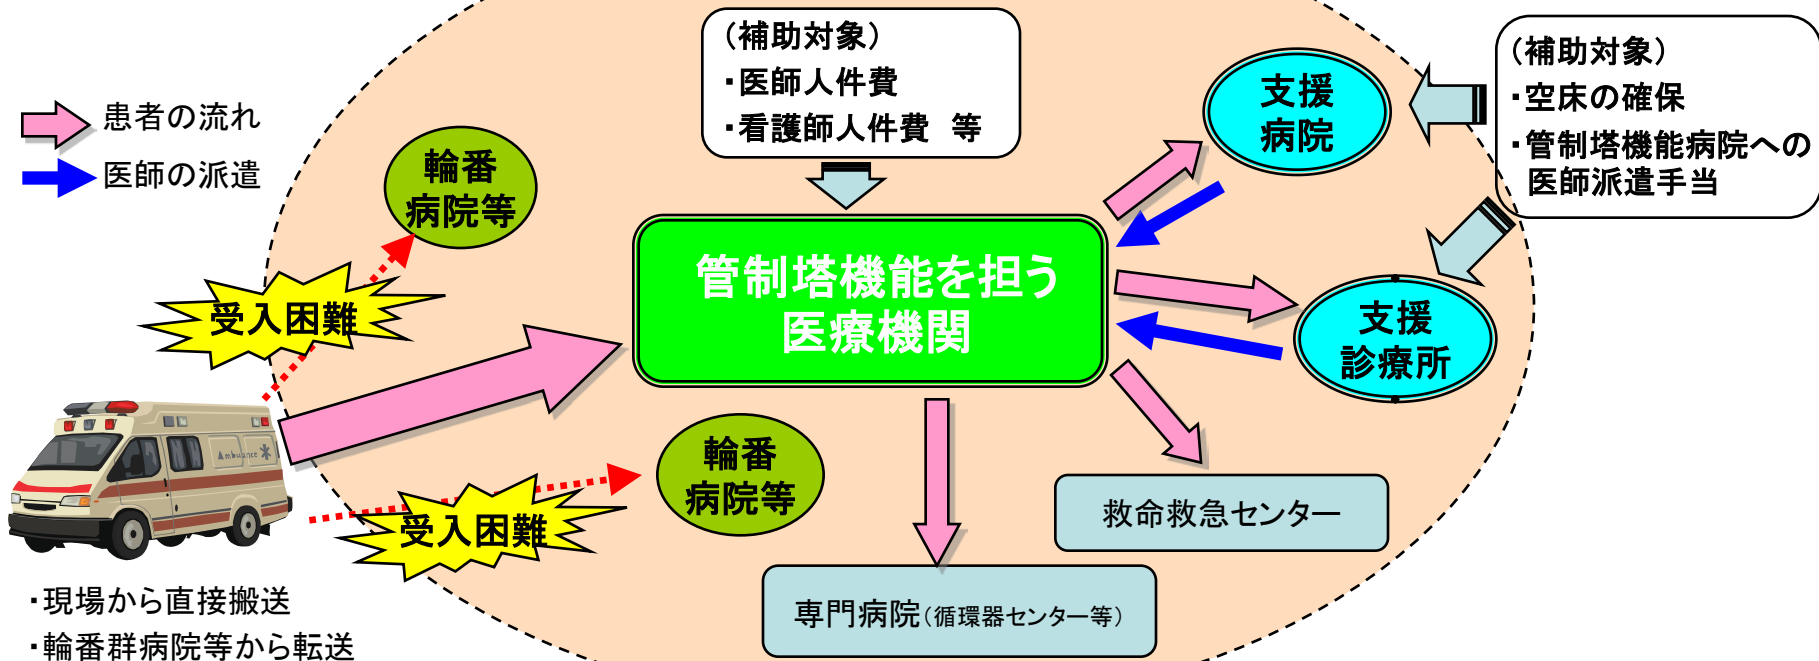 (補助対象)
・医師人件費
・看護師人件費 等
(補助対象)
・空床の確保
・管制塔機能病院への
医師派遣手当
患者の流れ
医師の派遣
輪番
病院等
支援
病院
管制塔機能を担う
医療機関
受入困難
支援
診療所
輪番
病院等
受入困難
Ambulance
救命救急センター
専門病院(循環器センター等)
・現場から直接搬送
・輪番群病院等から転送